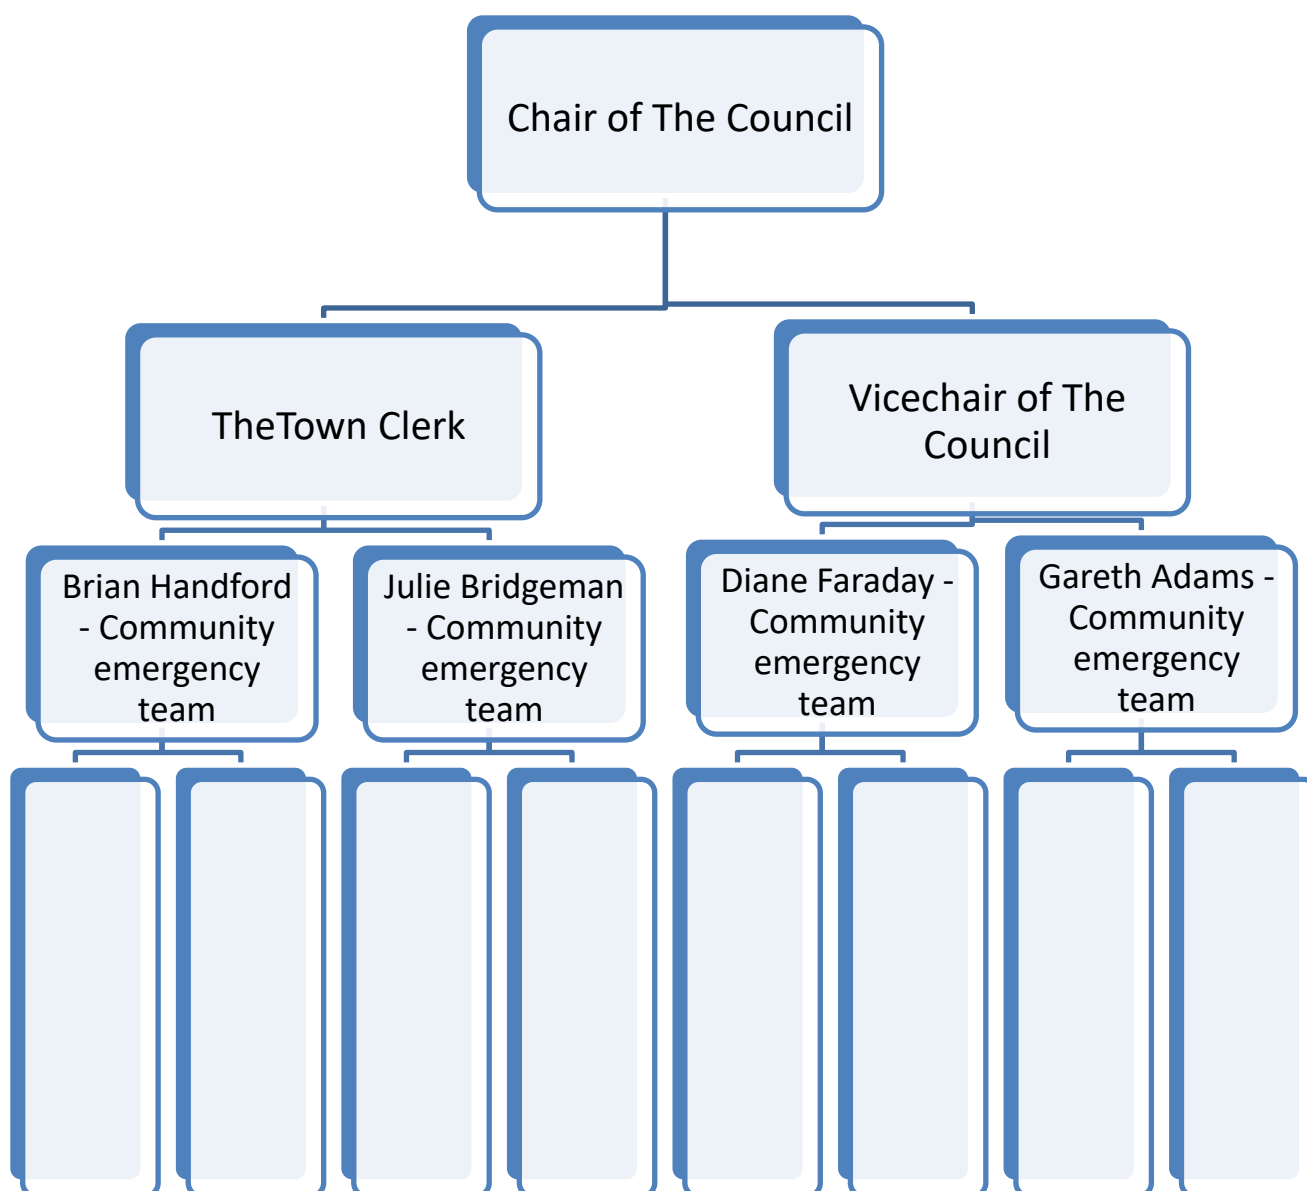 Chair of The Council
TheTown Clerk
Vicechair of The
Council
Brian Handford
- Community
emergency
team
Julie Bridgeman
- Community
emergency
team
Diane Faraday -
Community
emergency
team
Gareth Adams -
Community
emergency
team